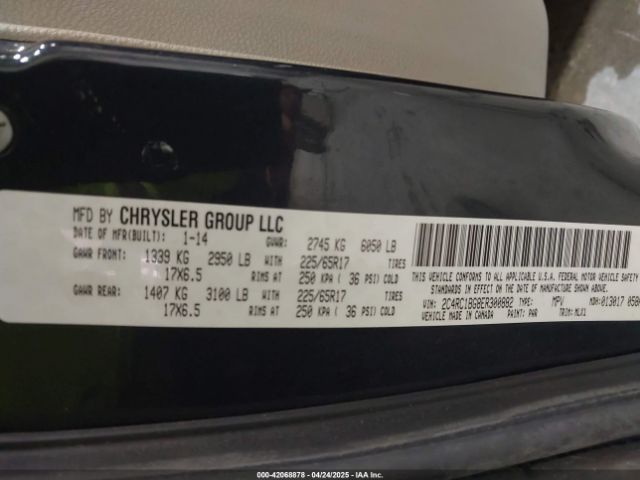 MFD BY CHRYSLER GROUP LLC
DATE OF MFR(BUILT): 1-14 GVWR: 2745 KG 6050 LB
GAWR FRONT: 1339 KG 2950 LB WITH 225/65R17 TIRES
17X6.5 RIMS AT 250 KPA ( 36 PSI) COLD
GAWR REAR: 1407 KG 3100 LB WITH 225/65R17 TIRES
17X6.5 RIMS AT 250 KPA ( 36 PSI) COLD
THIS VEHICLE CONFORMS TO ALL APPLICABLE U.S.A. FEDERAL MOTOR VEHICLE
STANDARDS IN EFFECT ON THE DATE OF MANUFACTURE SHOWN ABOVE.
VIN: 2C4RC1BG8ER300882 TYPE: MPV MDH: 013017
VEHICLE MADE IN CANADA PAINT: PAR TRIM: MLX1
000-42068878 - 04/24/2025 - IAA Inc.